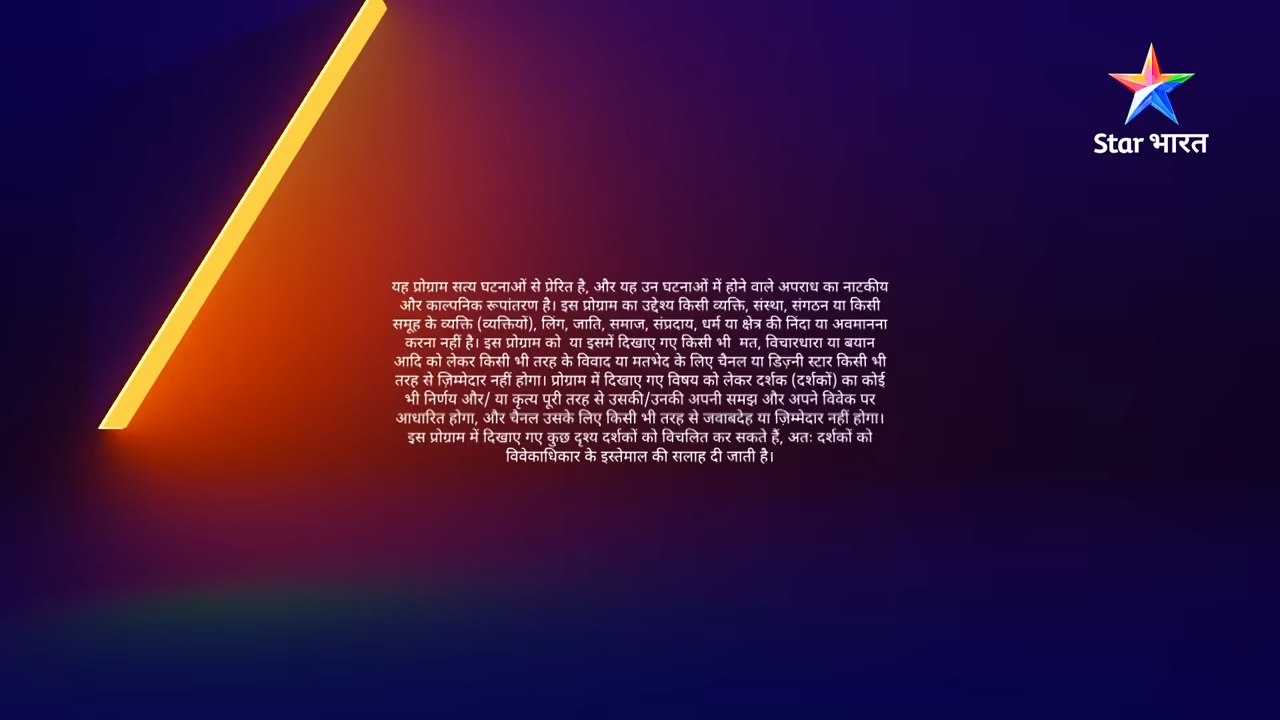 Star भारत
यह प्रोग्राम सत्य घटनाओं से प्रेरित है, और यह उन घटनाओं में होने वाले अपराध का नाटकीय
और काल्पनिक रूपांतरण है। इस प्रोग्राम का उद्देश्य किसी व्यक्ति, संस्था, संगठन या किसी
समूह के व्यक्ति (व्यक्तियों), लिंग, जाति, समाज, संप्रदाय, धर्म या क्षेत्र की निंदा या अवमानना
करना नहीं है। इस प्रोग्राम को या इसमें दिखाए गए किसी भी मत, विचारधारा या बयान
आदि को लेकर किसी भी तरह के विवाद या मतभेद के लिए चैनल या डिज़्नी स्टार किसी भी
तरह से ज़िम्मेदार नहीं होगा। प्रोग्राम में दिखाए गए विषय को लेकर दर्शक (दर्शकों) का कोई
भी निर्णय और/ या कृत्य पूरी तरह से उसकी/उनकी अपनी समझ और अपने विवेक पर
आधारित होगा, और चैनल उसके लिए किसी भी तरह से जवाबदेह या ज़िम्मेदार नहीं होगा।
इस प्रोग्राम में दिखाए गए कुछ दृश्य दर्शकों को विचलित कर सकते हैं, अतः दर्शकों को
विवेकाधिकार के इस्तेमाल की सलाह दी जाती है।